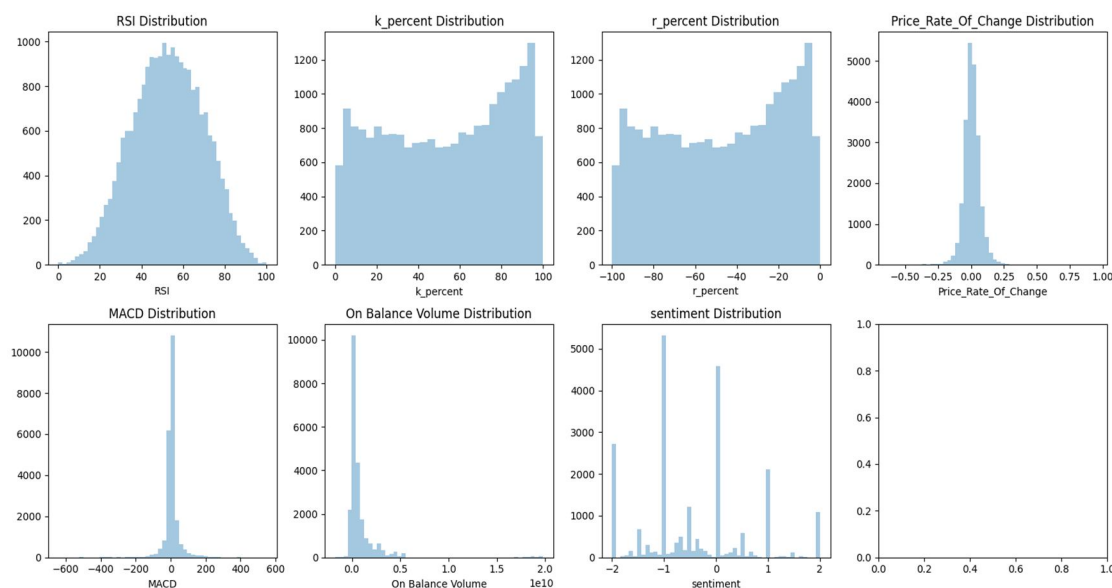 RSI Distribution
1000
800
600
400
200
0
0 20 40 60 80 100
RSI
k_percent Distribution
1200
1000
800
600
400
200
0
0 20 40 60 80 100
k_percent
r_percent Distribution
1200
1000
800
600
400
200
0
−100 −80 −60 −40 −20 0
r_percent
Price_Rate_Of_Change Distribution
5000
4000
3000
2000
1000
0
−0.50 −0.25 0.00 0.25 0.50 0.75 1.00
Price_Rate_Of_Change
MACD Distribution
10000
8000
6000
4000
2000
0
−600 −400 −200 0 200 400 600
MACD
On Balance Volume Distribution
10000
8000
6000
4000
2000
0
0.0 0.5 1.0 1.5 2.0
1e10
On Balance Volume
sentiment Distribution
5000
4000
3000
2000
1000
0
−2 −1 0 1 2
sentiment
1.0
0.8
0.6
0.4
0.2
0.0
0.0 0.2 0.4 0.6 0.8 1.0